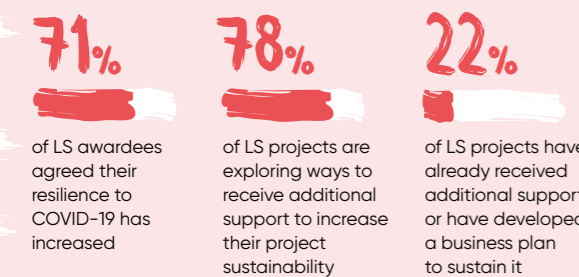 71%
of LS awardees
agreed their
resilience to
COVID-19 has
increased
78%
of LS projects are
exploring ways to
receive additional
support to increase
their project
sustainability
22%
of LS projects have
already received
additional support
or have developed
a business plan
to sustain it